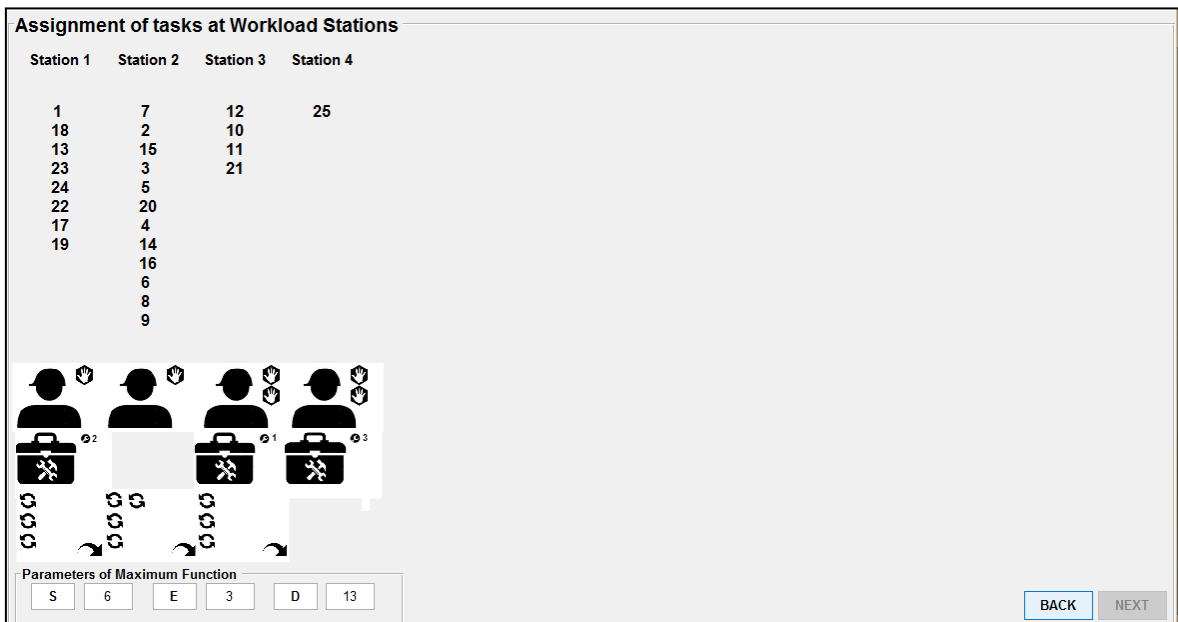 Assignment of tasks at Workload Stations
Station 1 Station 2 Station 3 Station 4
1 7 12 25
18 2 10
13 15 11
23 3 21
24 5
22 20
17 4
19 14
16
6
8
9
2 1 3
Parameters of Maximum Function
S 6 E 3 D 13
BACK NEXT